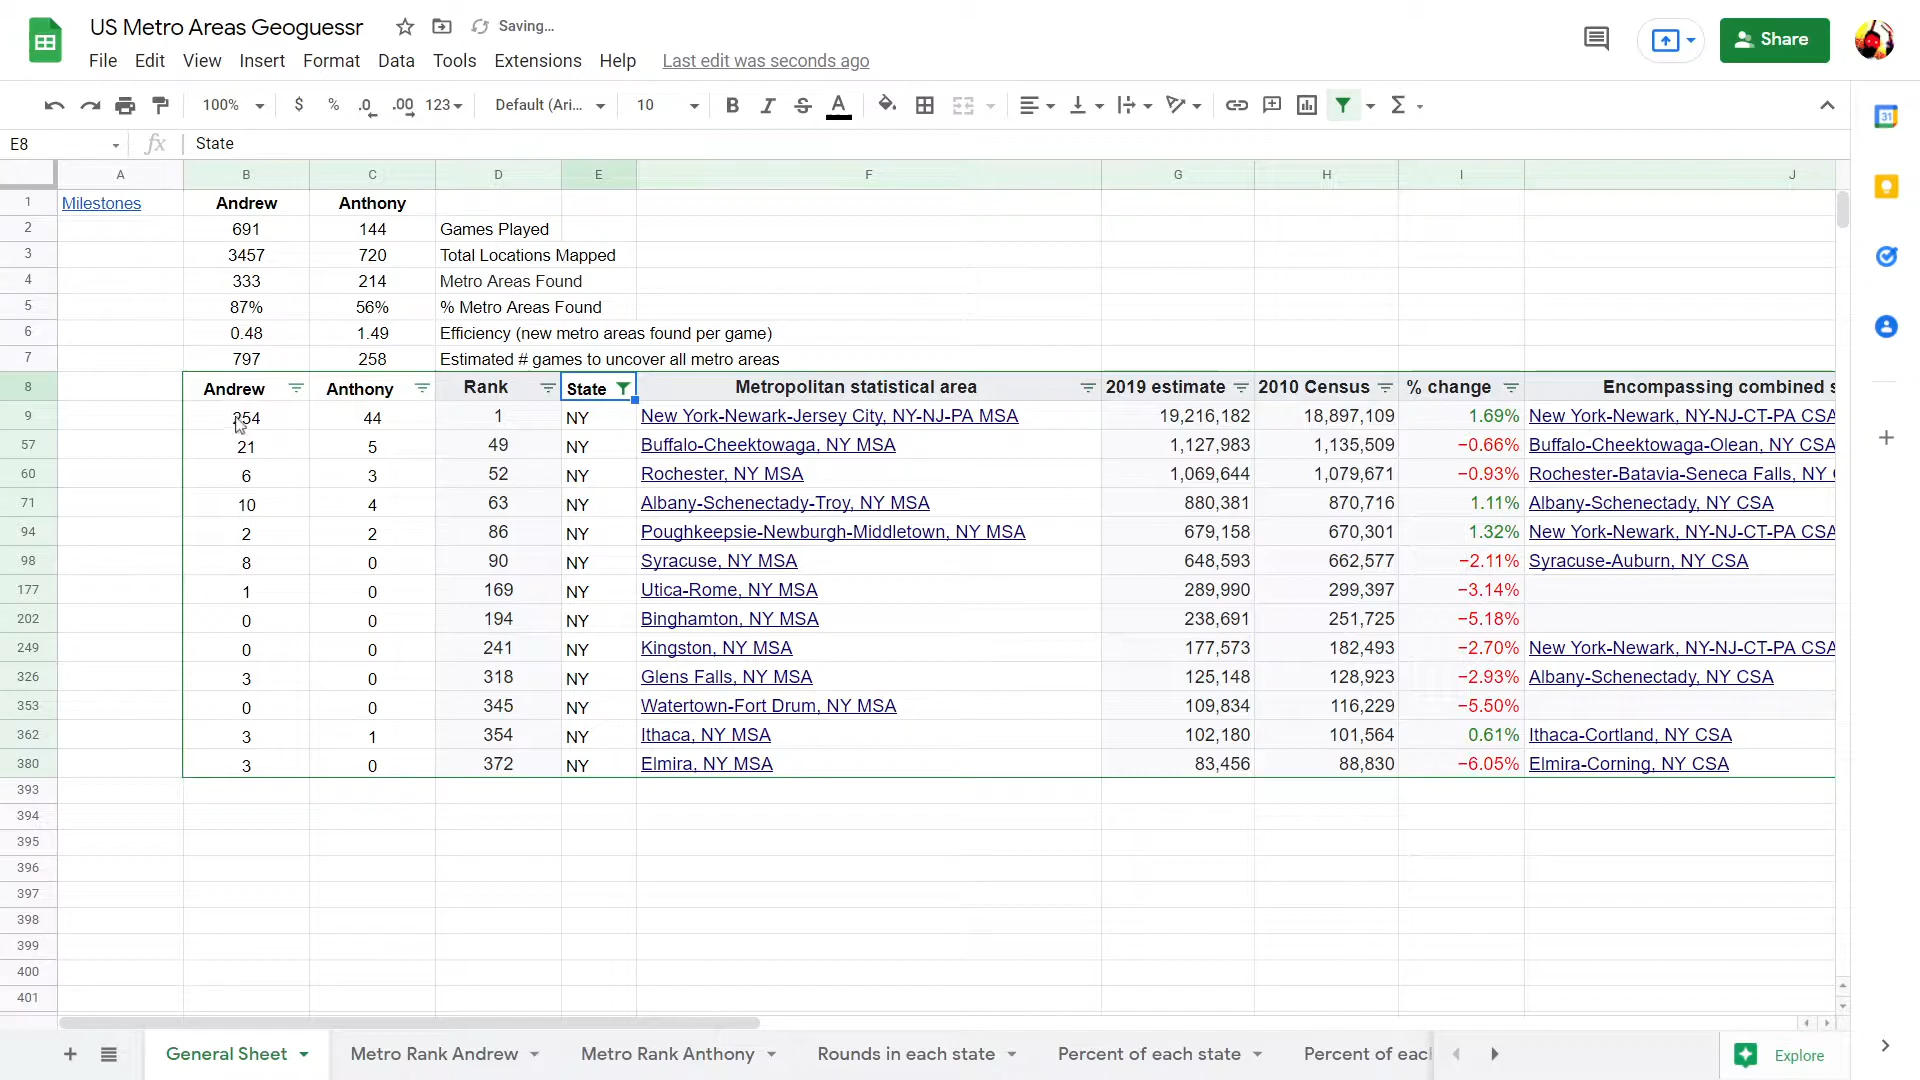 US Metro Areas Geoguessr Saving...
File Edit View Insert Format Data Tools Extensions Help Last edit was seconds ago
Share
100% $ % .0 .00 123 Default (Ari... 10 B I S A Σ
E8 fx State
A B C D E F G H I J
1 Milestones Andrew Anthony
2 691 144 Games Played
3 3457 720 Total Locations Mapped
4 333 214 Metro Areas Found
5 87% 56% % Metro Areas Found
6 0.48 1.49 Efficiency (new metro areas found per game)
7 797 258 Estimated # games to uncover all metro areas
8 Andrew Anthony Rank State Metropolitan statistical area 2019 estimate 2010 Census % change Encompassing combined s
9 254 44 1 NY New York-Newark-Jersey City, NY-NJ-PA MSA 19,216,182 18,897,109 1.69% New York-Newark, NY-NJ-CT-PA CSA
57 21 5 49 NY Buffalo-Cheektowaga, NY MSA 1,127,983 1,135,509 −0.66% Buffalo-Cheektowaga-Olean, NY CSA
60 6 3 52 NY Rochester, NY MSA 1,069,644 1,079,671 −0.93% Rochester-Batavia-Seneca Falls, NY
71 10 4 63 NY Albany-Schenectady-Troy, NY MSA 880,381 870,716 1.11% Albany-Schenectady, NY CSA
94 2 2 86 NY Poughkeepsie-Newburgh-Middletown, NY MSA 679,158 670,301 1.32% New York-Newark, NY-NJ-CT-PA CSA
98 8 0 90 NY Syracuse, NY MSA 648,593 662,577 −2.11% Syracuse-Auburn, NY CSA
177 1 0 169 NY Utica-Rome, NY MSA 289,990 299,397 −3.14%
202 0 0 194 NY Binghamton, NY MSA 238,691 251,725 −5.18%
249 0 0 241 NY Kingston, NY MSA 177,573 182,493 −2.70% New York-Newark, NY-NJ-CT-PA CSA
326 3 0 318 NY Glens Falls, NY MSA 125,148 128,923 −2.93% Albany-Schenectady, NY CSA
353 0 0 345 NY Watertown-Fort Drum, NY MSA 109,834 116,229 −5.50%
362 3 1 354 NY Ithaca, NY MSA 102,180 101,564 0.61% Ithaca-Cortland, NY CSA
380 3 0 372 NY Elmira, NY MSA 83,456 88,830 −6.05% Elmira-Corning, NY CSA
393
394
395
396
397
398
399
400
401
General Sheet Metro Rank Andrew Metro Rank Anthony Rounds in each state Percent of each state Percent of eacl Explore
31